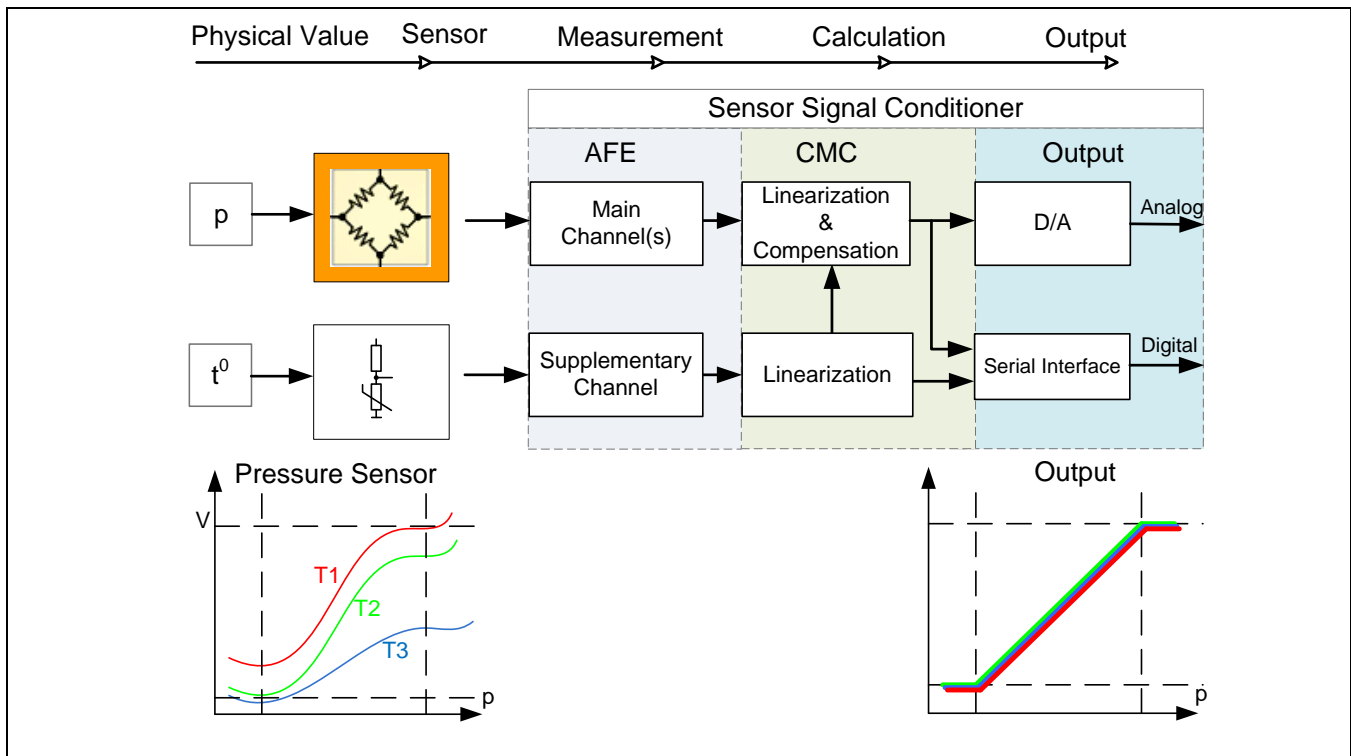 Physical Value
Sensor
Measurement
Calculation
Output
Sensor Signal Conditioner
AFE
CMC
Output
p
Main
Channel(s)
Linearization
&
Compensation
D/A
Analog
t⁰
Supplementary
Channel
Linearization
Serial Interface
Digital
Pressure Sensor
V
T1
T2
T3
p
Output
p